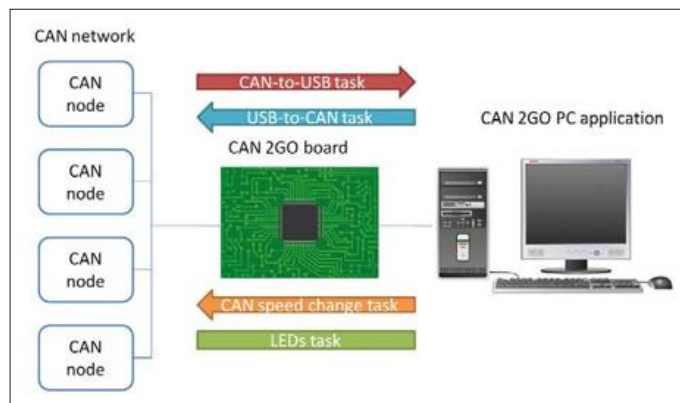 CAN network
CAN
node
CAN
node
CAN
node
CAN
node
CAN-to-USB task
USB-to-CAN task
CAN 2GO board
CAN speed change task
LEDs task
CAN 2GO PC application